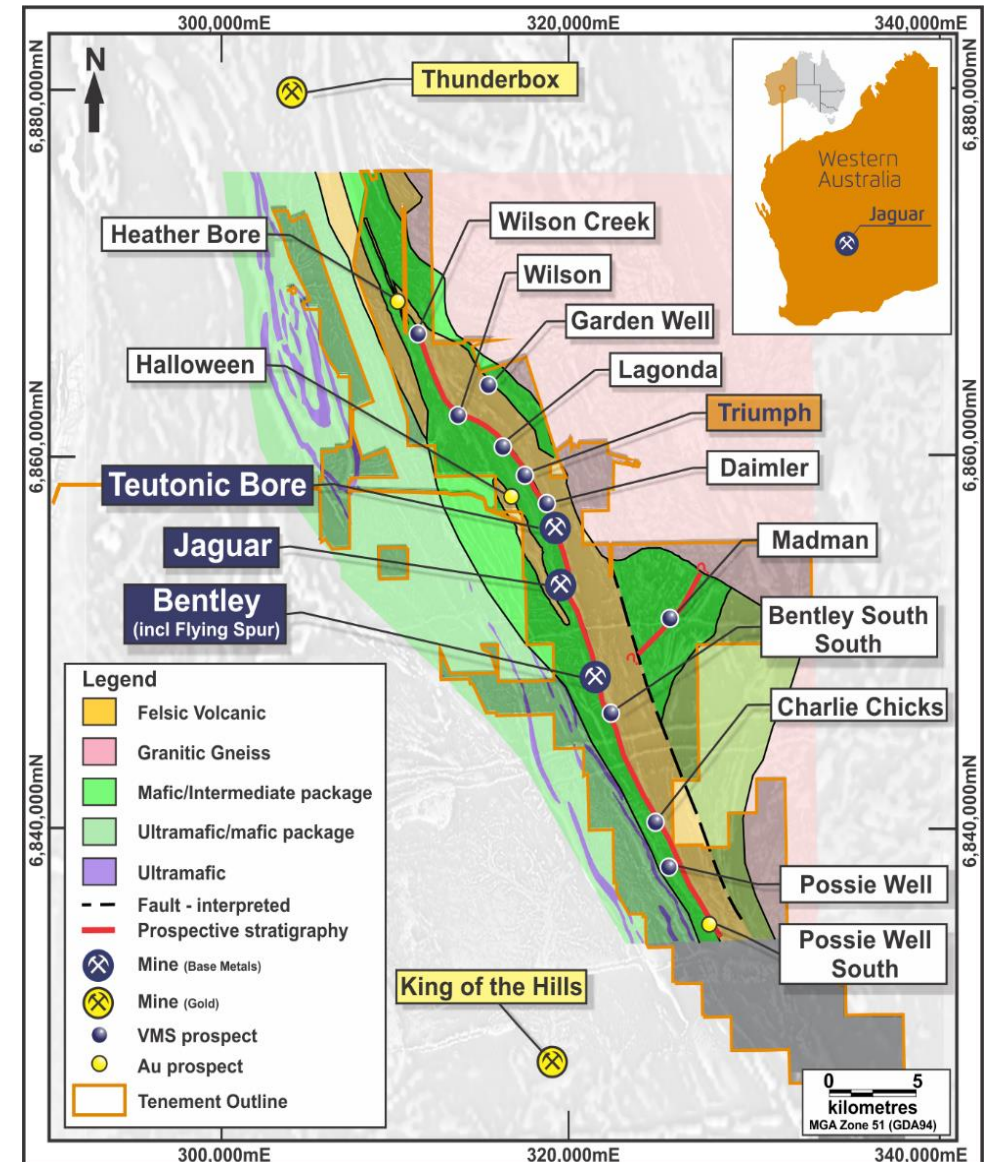 300,000mE
320,000mE
340,000mN
N
6,880,000mN
6,880,000mN
Thunderbox
Western
Australia
Jaguar
Heather Bore
Wilson Creek
Wilson
Garden Well
Halloween
Lagonda
Triumph
6,860,000mN
6,860,000mN
Daimler
Teutonic Bore
Jaguar
Madman
Bentley
(incl Flying Spur)
Bentley South
South
Charlie Chicks
Legend
Felsic Volcanic
Granitic Gneiss
Mafic/Intermediate package
Ultramafic/mafic package
Ultramafic
Fault - interpreted
Prospective stratigraphy
Mine (Base Metals)
Mine (Gold)
VMS prospect
Au prospect
Tenement Outline
6,840,000mN
6,840,000mN
Possie Well
Possie Well
South
King of the Hills
0 5
kilometres
MGA Zone 51 (GDA94)
300,000mE
320,000mE
340,000mE